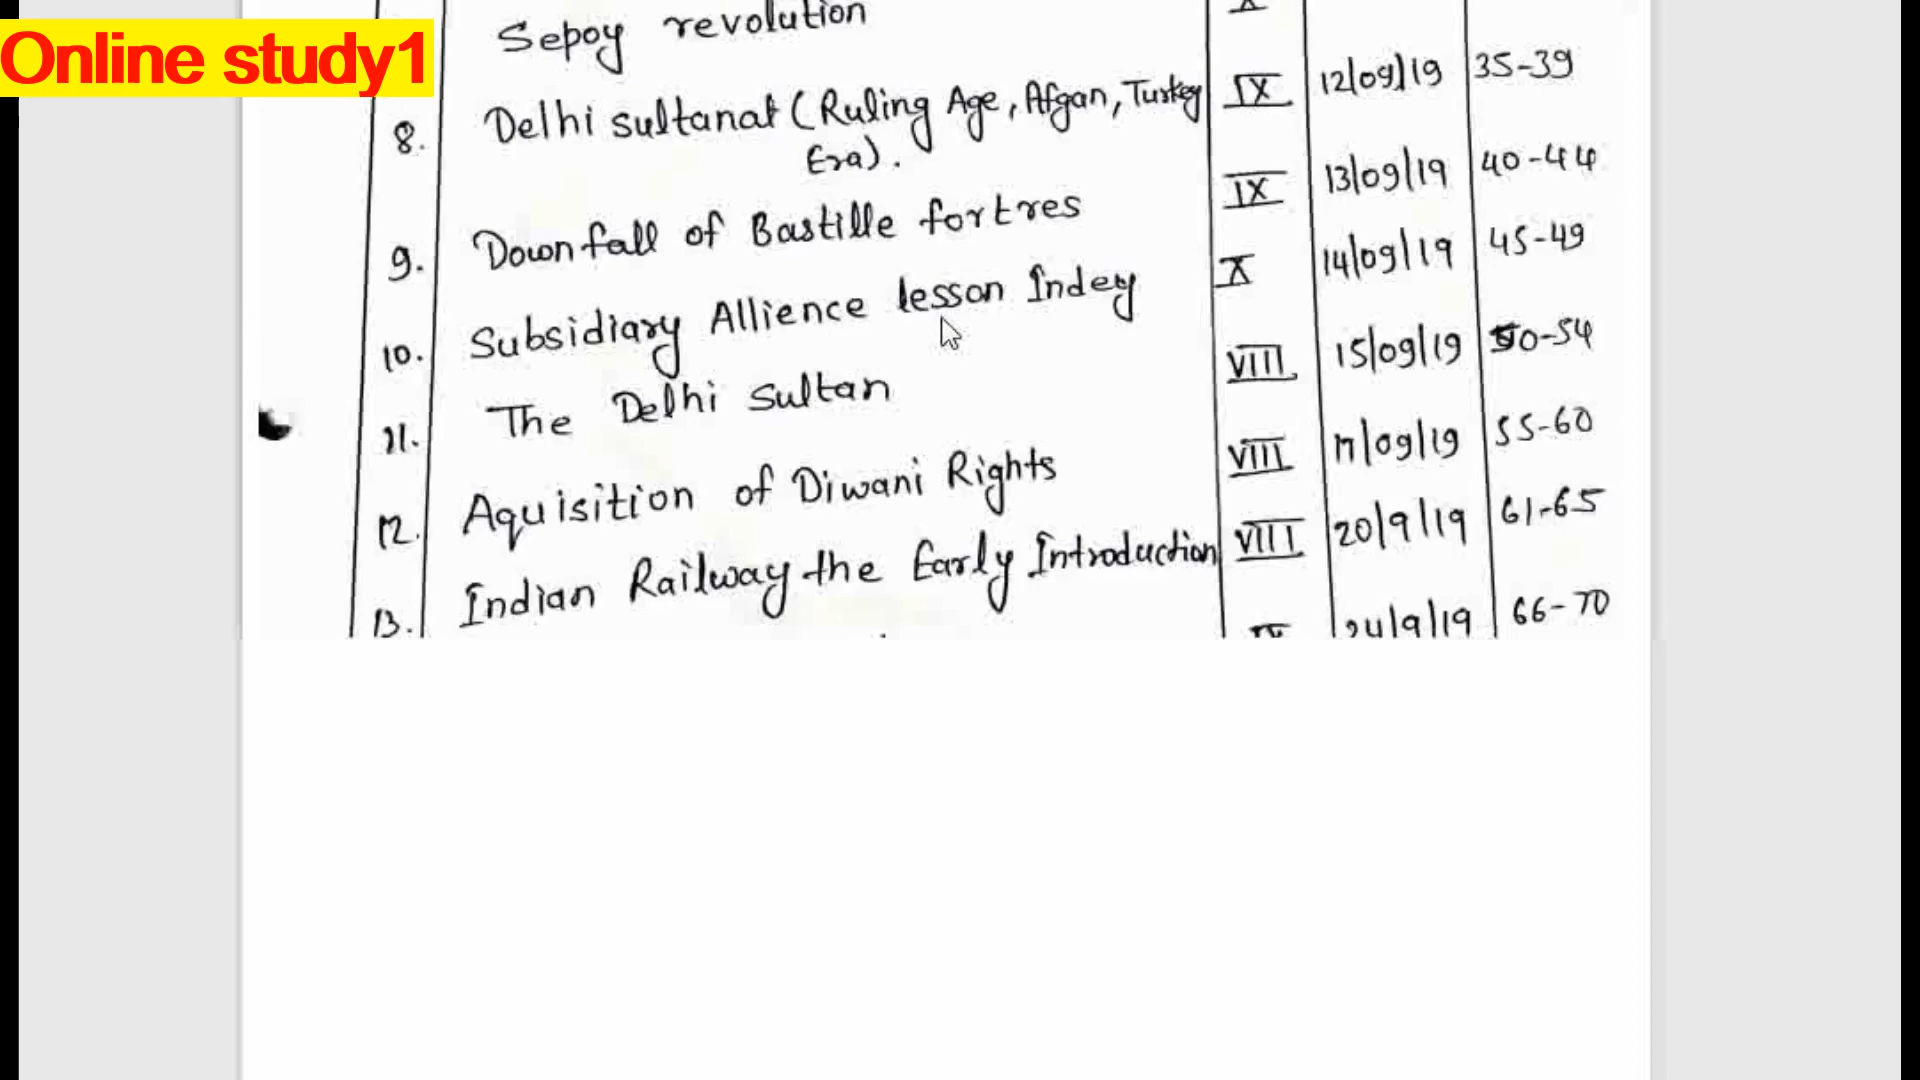 Online study1
Sepoy revolution X
8. Delhi sultanat (Ruling Age, Afgan, Turkey IX 12/09/19 35-39
Era).
9. Downfall of Bastille fortres IX 13/09/19 40-44
10. Subsidiary Allience lesson Indey X 14/09/19 45-49
11. The Delhi Sultan VIII 15/09/19 50-54
12. Aquisition of Diwani Rights VIII 17/09/19 55-60
13. Indian Railway the Early Introduction VIII 20/9/19 61-65
24/9/19 66-70